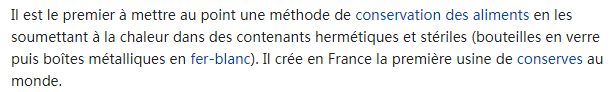 Il est le premier à mettre au point une méthode de conservation des aliments en les
soumettant à la chaleur dans des contenants hermétiques et stériles (bouteilles en verre
puis boîtes métalliques en fer-blanc). Il crée en France la première usine de conserves au
monde.